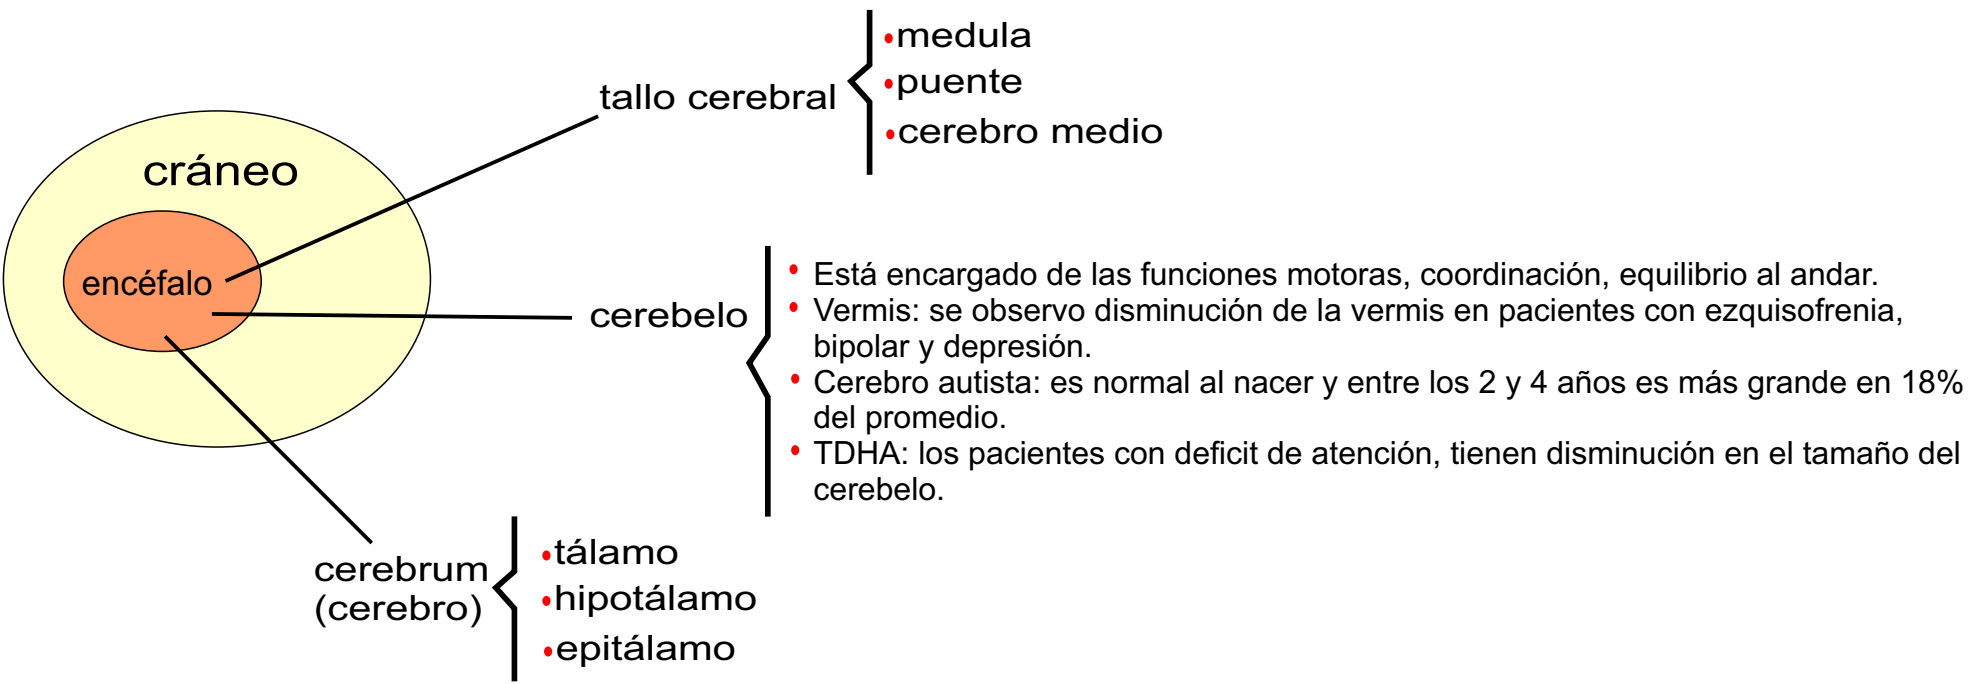 cráneo
encéfalo
tallo cerebral
•medula
•puente
•cerebro medio
cerebelo
• Está encargado de las funciones motoras, coordinación, equilibrio al andar.
• Vermis: se observo disminución de la vermis en pacientes con ezquisofrenia,
bipolar y depresión.
• Cerebro autista: es normal al nacer y entre los 2 y 4 años es más grande en 18%
del promedio.
• TDHA: los pacientes con deficit de atención, tienen disminución en el tamaño del
cerebelo.
cerebrum
(cerebro)
•tálamo
•hipotálamo
•epitálamo